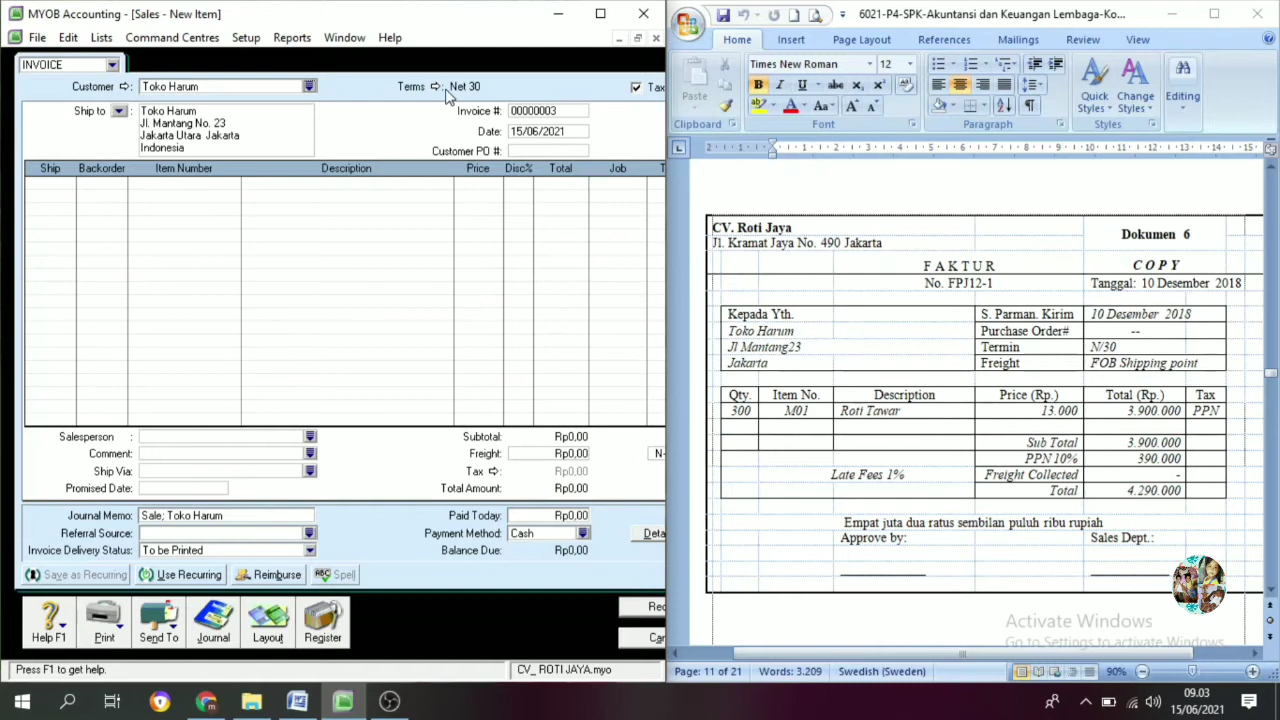 MYOB Accounting - [Sales - New Item]
File Edit Lists Command Centres Setup Reports Window Help
INVOICE
Customer : Toko Harum
Terms : Net 30
Tax
Ship to : Toko Harum
Jl. Mantang No. 23
Jakarta Utara Jakarta
Indonesia
Invoice #: 00000003
Date: 15/06/2021
Customer PO #:
Ship Backorder Item Number Description Price Disc% Total Job T
Salesperson :
Comment:
Ship Via:
Promised Date:
Subtotal: Rp0,00
Freight: Rp0,00 N-
Tax : Rp0,00
Total Amount: Rp0,00
Journal Memo: Sale; Toko Harum
Referral Source:
Invoice Delivery Status: To be Printed
Paid Today: Rp0,00
Payment Method: Cash Deta
Balance Due: Rp0,00
Save as Recurring Use Recurring Reimburse ABC Spell
Help F1 Print Send To Journal Layout Register
Rec
Car
Press F1 to get help. CV_ ROTI JAYA.myo
6021-P4-SPK-Akuntansi dan Keuangan Lembaga-Ko...
Home Insert Page Layout References Mailings Review View
Paste
Times New Roman 12
Quick Styles
Change Styles
Editing
Clipboard Font Paragraph Styles
CV. Roti Jaya
Jl. Kramat Jaya No. 490 Jakarta
Dokumen 6
F A K T U R
C O P Y
No. FPJ12-1
Tanggal: 10 Desember 2018
Kepada Yth.
Toko Harum
Jl Mantang23
Jakarta
S. Parman. Kirim 10 Desember 2018
Purchase Order# --
Termin N/30
Freight FOB Shipping point
Qty. Item No. Description Price (Rp.) Total (Rp.) Tax
300 M01 Roti Tawar 13.000 3.900.000 PPN
Sub Total 3.900.000
PPN 10% 390.000
Late Fees 1% Freight Collected -
Total 4.290.000
Empat juta dua ratus sembilan puluh ribu rupiah
Approve by: Sales Dept.:
Activate Windows
Go to Settings to activate Windows.
Page: 11 of 21 Words: 3.209 Swedish (Sweden) 90%
09.03
15/06/2021